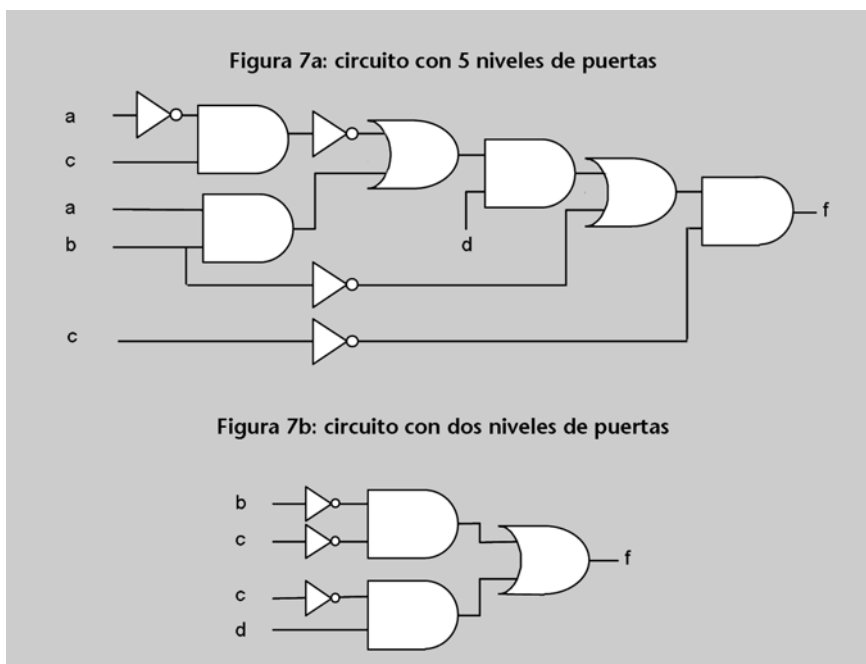 Figura 7a: circuito con 5 niveles de puertas
a
c
a
b
d
f
c
Figura 7b: circuito con dos niveles de puertas
b
c
f
c
d